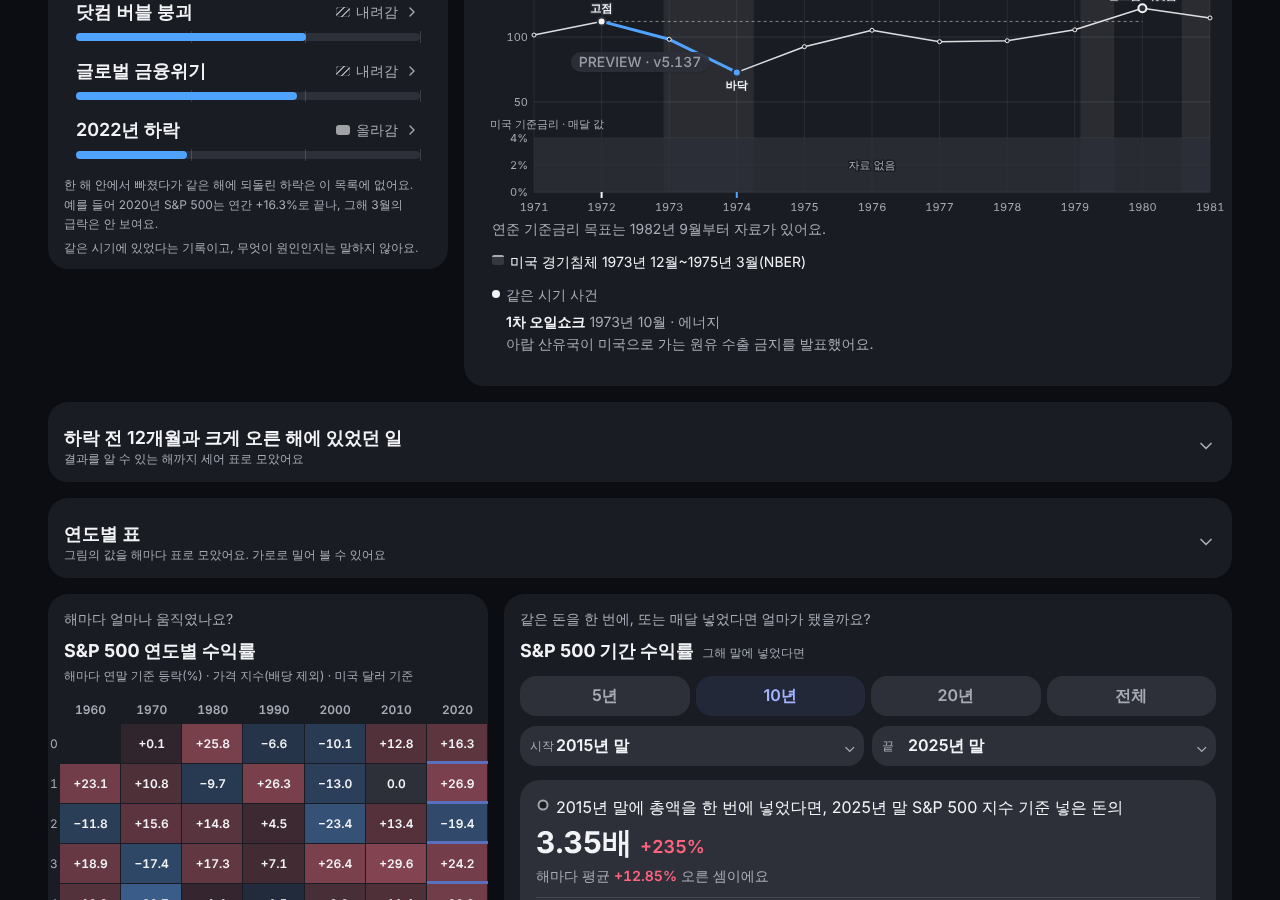 닷컴 버블 붕괴 내려감
글로벌 금융위기 내려감
2022년 하락 올라감
한 해 안에서 빠졌다가 같은 해에 되돌린 하락은 이 목록에 없어요.
예를 들어 2020년 S&P 500는 연간 +16.3%로 끝나, 그해 3월의
급락은 안 보여요.
같은 시기에 있었다는 기록이고, 무엇이 원인인지는 말하지 않아요.
고점
100
PREVIEW · v5.137
바닥
50
미국 기준금리 · 매달 값
4%
2%
자료 없음
0%
1971 1972 1973 1974 1975 1976 1977 1978 1979 1980 1981
연준 기준금리 목표는 1982년 9월부터 자료가 있어요.
미국 경기침체 1973년 12월~1975년 3월(NBER)
같은 시기 사건
1차 오일쇼크 1973년 10월 · 에너지
아랍 산유국이 미국으로 가는 원유 수출 금지를 발표했어요.
하락 전 12개월과 크게 오른 해에 있었던 일
결과를 알 수 있는 해까지 세어 표로 모았어요
연도별 표
그림의 값을 해마다 표로 모았어요. 가로로 밀어 볼 수 있어요
해마다 얼마나 움직였나요?
S&P 500 연도별 수익률
해마다 연말 기준 등락(%) · 가격 지수(배당 제외) · 미국 달러 기준
1960 1970 1980 1990 2000 2010 2020
0 +0.1 +25.8 −6.6 −10.1 +12.8 +16.3
1 +23.1 +10.8 −9.7 +26.3 −13.0 0.0 +26.9
2 −11.8 +15.6 +14.8 +4.5 −23.4 +13.4 −19.4
3 +18.9 −17.4 +17.3 +7.1 +26.4 +29.6 +24.2
같은 돈을 한 번에, 또는 매달 넣었다면 얼마가 됐을까요?
S&P 500 기간 수익률 그해 말에 넣었다면
5년 10년 20년 전체
시작 2015년 말 끝 2025년 말
2015년 말에 총액을 한 번에 넣었다면, 2025년 말 S&P 500 지수 기준 넣은 돈의
3.35배 +235%
해마다 평균 +12.85% 오른 셈이에요